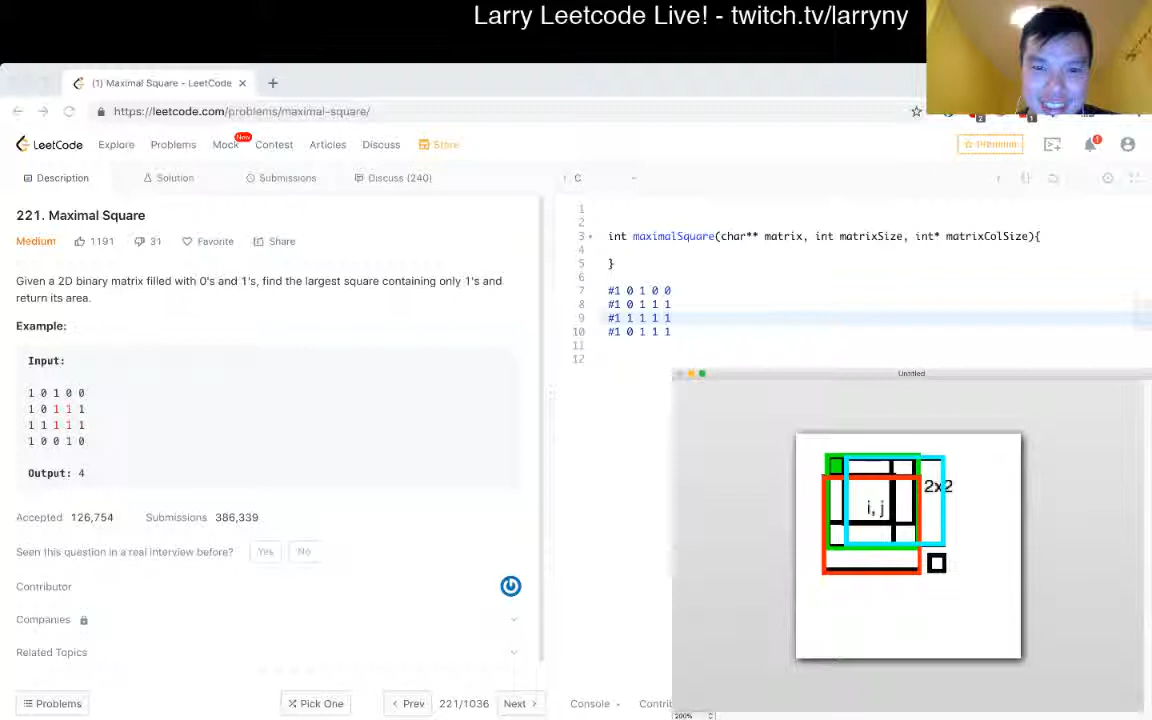 Larry Leetcode Live! - twitch.tv/larryny
(1) Maximal Square - LeetCode
https://leetcode.com/problems/maximal-square/
LeetCode Explore Problems Mock New Contest Articles Discuss Store
Description Solution Submissions Discuss (240)
C
221. Maximal Square
Medium 1191 31 Favorite Share
Given a 2D binary matrix filled with 0's and 1's, find the largest square containing only 1's and
return its area.
Example:
Input:
1 0 1 0 0
1 0 1 1 1
1 1 1 1 1
1 0 0 1 0
Output: 4
Accepted 126,754 Submissions 386,339
Seen this question in a real interview before? Yes No
Contributor
Companies
Related Topics
Problems Pick One Prev 221/1036 Next
1
2
3 int maximalSquare(char** matrix, int matrixSize, int* matrixColSize){
4
5 }
6
7 #1 0 1 0 0
8 #1 0 1 1 1
9 #1 1 1 1 1
10 #1 0 1 1 1
11
12
Console Contri
Untitled
2x2
i, j
200%